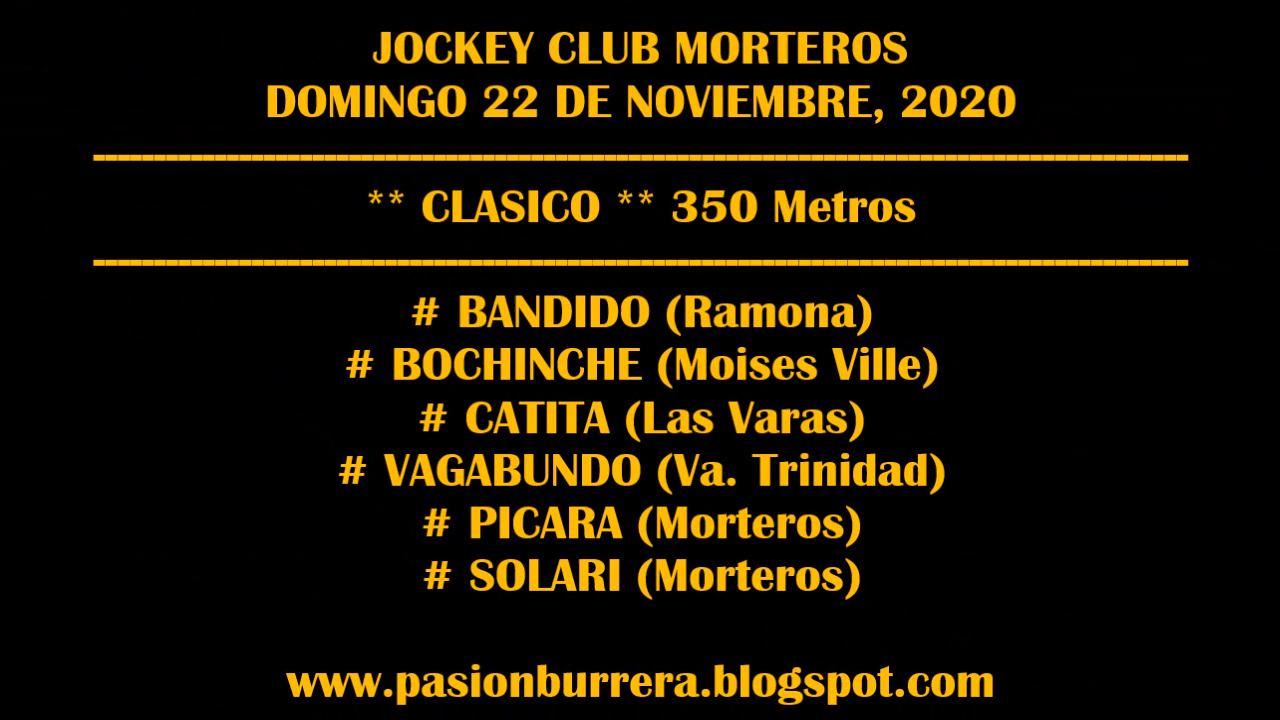 JOCKEY CLUB MORTEROS
DOMINGO 22 DE NOVIEMBRE, 2020
** CLASICO ** 350 Metros
# BANDIDO (Ramona)
# BOCHINCHE (Moises Ville)
# CATITA (Las Varas)
# VAGABUNDO (Va. Trinidad)
# PICARA (Morteros)
# SOLARI (Morteros)
www.pasionburrera.blogspot.com